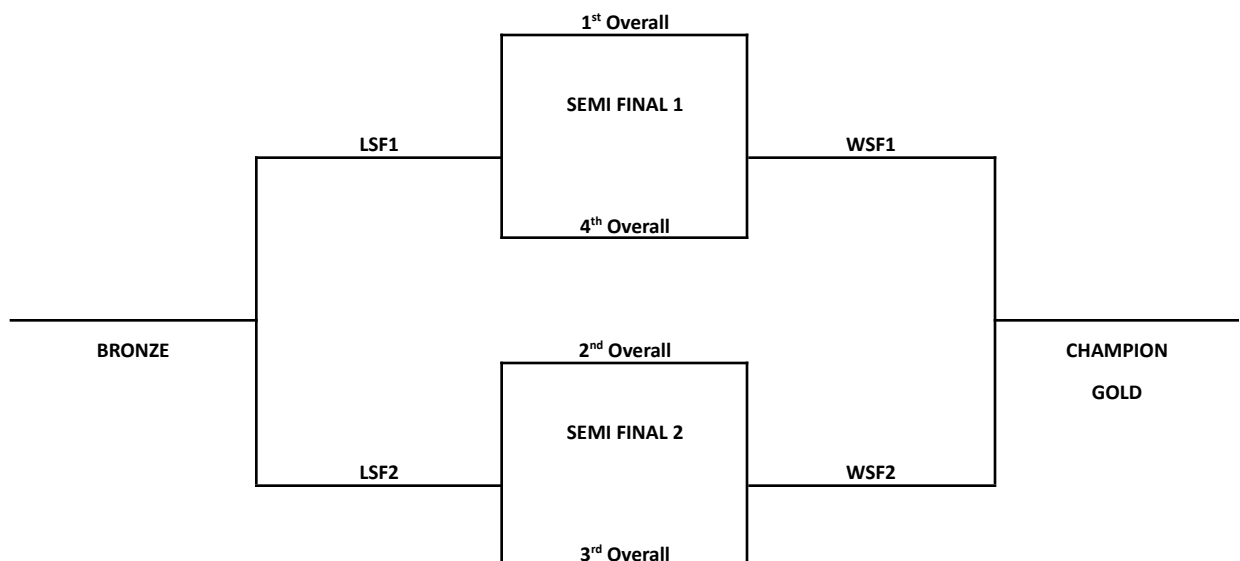 1st Overall
SEMI FINAL 1
LSF1
WSF1
4th Overall
BRONZE
2nd Overall
CHAMPION
GOLD
SEMI FINAL 2
LSF2
WSF2
3rd Overall